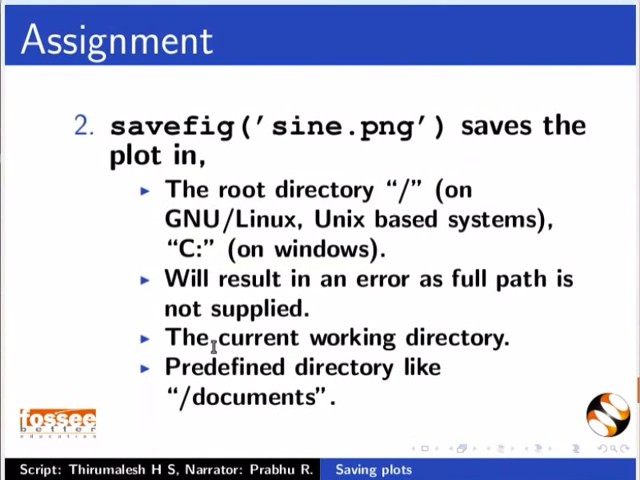 Assignment
2. savefig('sine.png') saves the
plot in,
The root directory “/” (on
GNU/Linux, Unix based systems),
“C:” (on windows).
Will result in an error as full path is
not supplied.
The current working directory.
Predefined directory like
“/documents”.
fossee
better
education
Script: Thirumalesh H S, Narrator: Prabhu R.
Saving plots